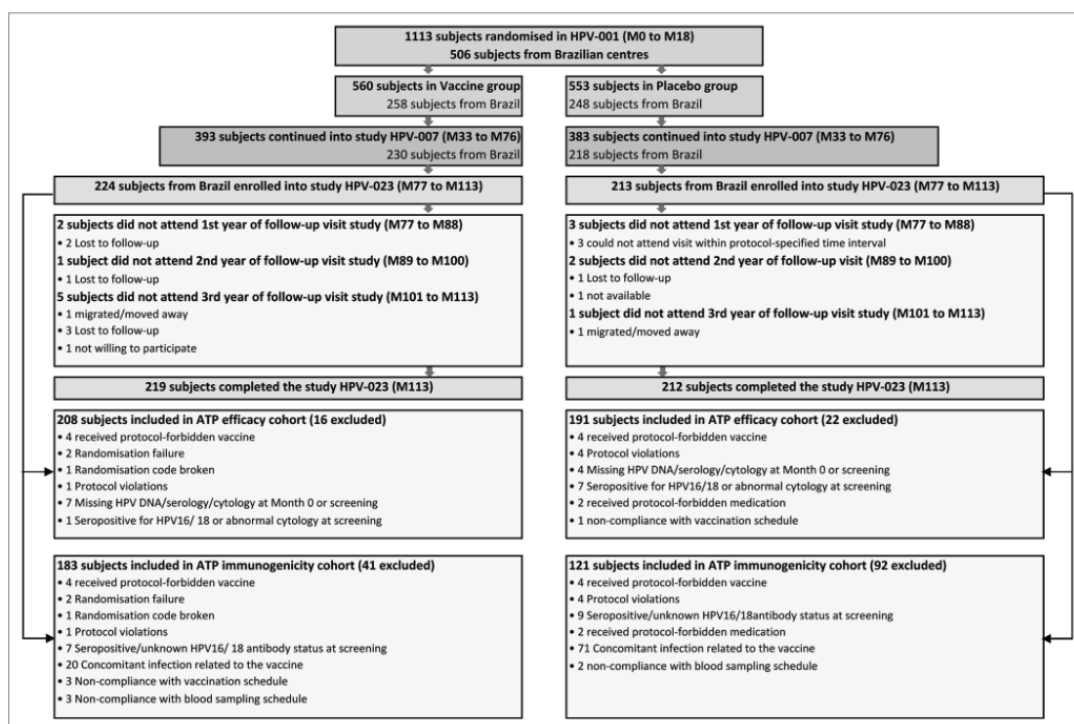 1113 subjects randomised in HPV-001 (M0 to M18)
506 subjects from Brazilian centres
560 subjects in Vaccine group
258 subjects from Brazil
553 subjects in Placebo group
248 subjects from Brazil
393 subjects continued into study HPV-007 (M33 to M76)
230 subjects from Brazil
383 subjects continued into study HPV-007 (M33 to M76)
218 subjects from Brazil
224 subjects from Brazil enrolled into study HPV-023 (M77 to M113)
213 subjects from Brazil enrolled into study HPV-023 (M77 to M113)
2 subjects did not attend 1st year of follow-up visit study (M77 to M88)
• 2 Lost to follow-up
1 subject did not attend 2nd year of follow-up visit study (M89 to M100)
• 1 Lost to follow-up
5 subjects did not attend 3rd year of follow-up visit study (M101 to M113)
• 1 migrated/moved away
• 3 Lost to follow-up
• 1 not willing to participate
3 subjects did not attend 1st year of follow-up visit study (M77 to M88)
• 3 could not attend visit within protocol-specified time interval
2 subjects did not attend 2nd year of follow-up visit (M89 to M100)
• 1 Lost to follow-up
• 1 not available
1 subject did not attend 3rd year of follow-up visit study (M101 to M113)
• 1 migrated/moved away
219 subjects completed the study HPV-023 (M113)
212 subjects completed the study HPV-023 (M113)
208 subjects included in ATP efficacy cohort (16 excluded)
• 4 received protocol-forbidden vaccine
• 2 Randomisation failure
• 1 Randomisation code broken
• 1 Protocol violations
• 7 Missing HPV DNA/serology/cytology at Month 0 or screening
• 1 Seropositive for HPV16/ 18 or abnormal cytology at screening
191 subjects included in ATP efficacy cohort (22 excluded)
• 4 received protocol-forbidden vaccine
• 4 Protocol violations
• 4 Missing HPV DNA/serology/cytology at Month 0 or screening
• 7 Seropositive for HPV16/18 or abnormal cytology at screening
• 2 received protocol-forbidden medication
• 1 non-compliance with vaccination schedule
183 subjects included in ATP immunogenicity cohort (41 excluded)
• 4 received protocol-forbidden vaccine
• 2 Randomisation failure
• 1 Randomisation code broken
• 1 Protocol violations
• 7 Seropositive/unknown HPV16/ 18 antibody status at screening
• 20 Concomitant infection related to the vaccine
• 3 Non-compliance with vaccination schedule
• 3 Non-compliance with blood sampling schedule
121 subjects included in ATP immunogenicity cohort (92 excluded)
• 4 received protocol-forbidden vaccine
• 4 Protocol violations
• 9 Seropositive/unknown HPV16/18antibody status at screening
• 2 received protocol-forbidden medication
• 71 Concomitant infection related to the vaccine
• 2 non-compliance with blood sampling schedule